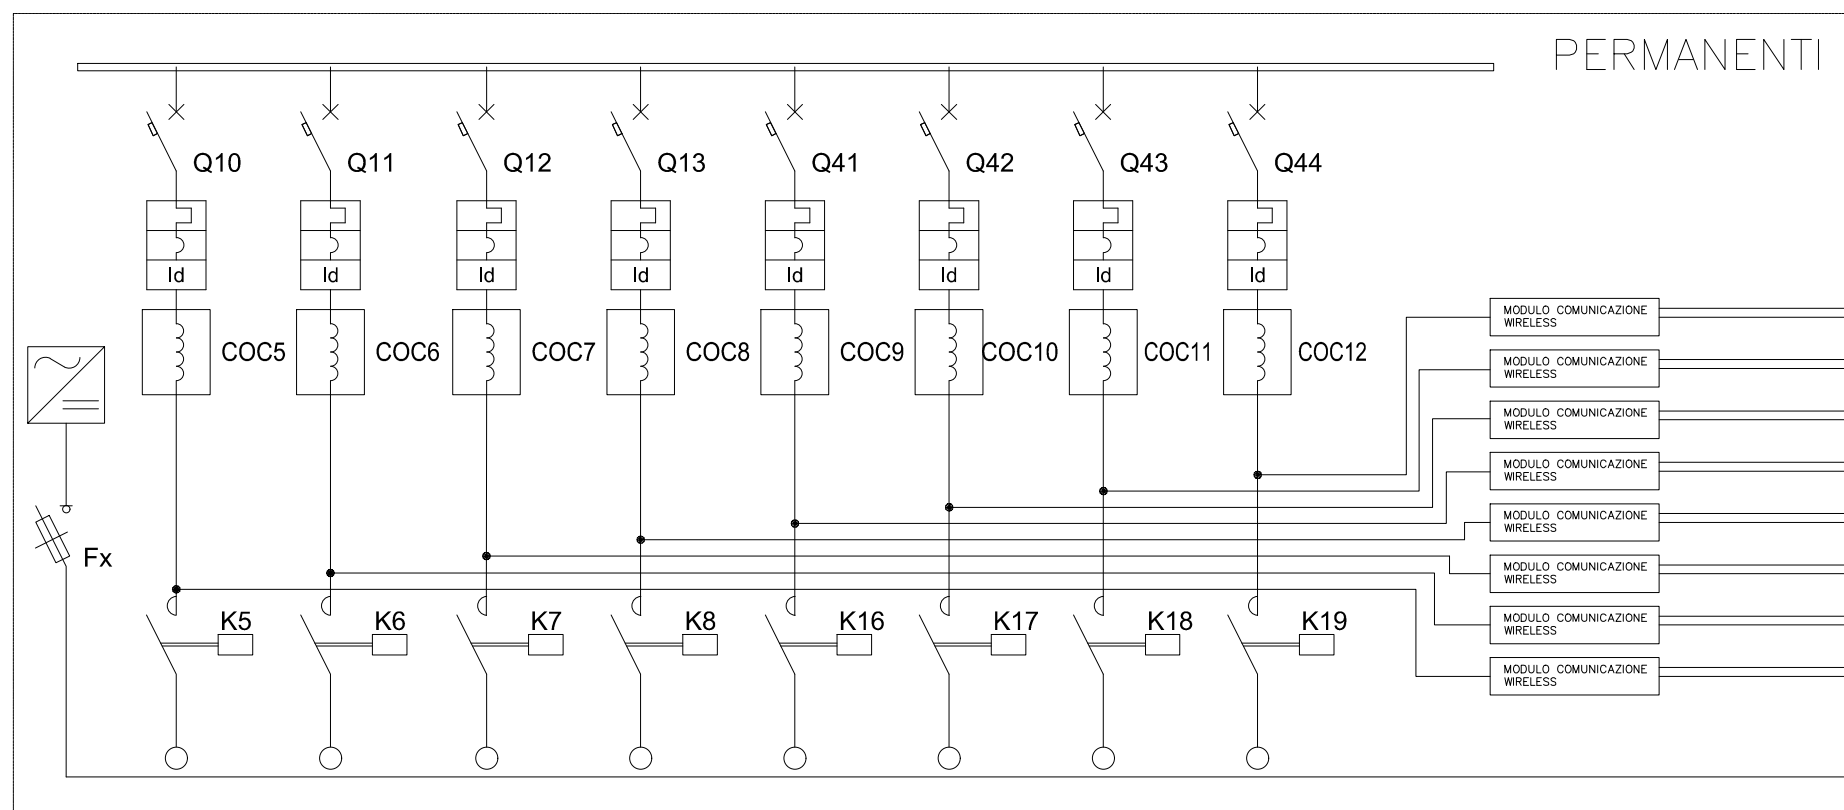 PERMANENTI
Q10 Q11 Q12 Q13 Q41 Q42 Q43 Q44
Id Id Id Id Id Id Id Id
COC5 COC6 COC7 COC8 COC9 COC10 COC11 COC12
MODULO COMUNICAZIONE
WIRELESS
MODULO COMUNICAZIONE
WIRELESS
MODULO COMUNICAZIONE
WIRELESS
MODULO COMUNICAZIONE
WIRELESS
MODULO COMUNICAZIONE
WIRELESS
MODULO COMUNICAZIONE
WIRELESS
MODULO COMUNICAZIONE
WIRELESS
MODULO COMUNICAZIONE
WIRELESS
Fx
K5 K6 K7 K8 K16 K17 K18 K19